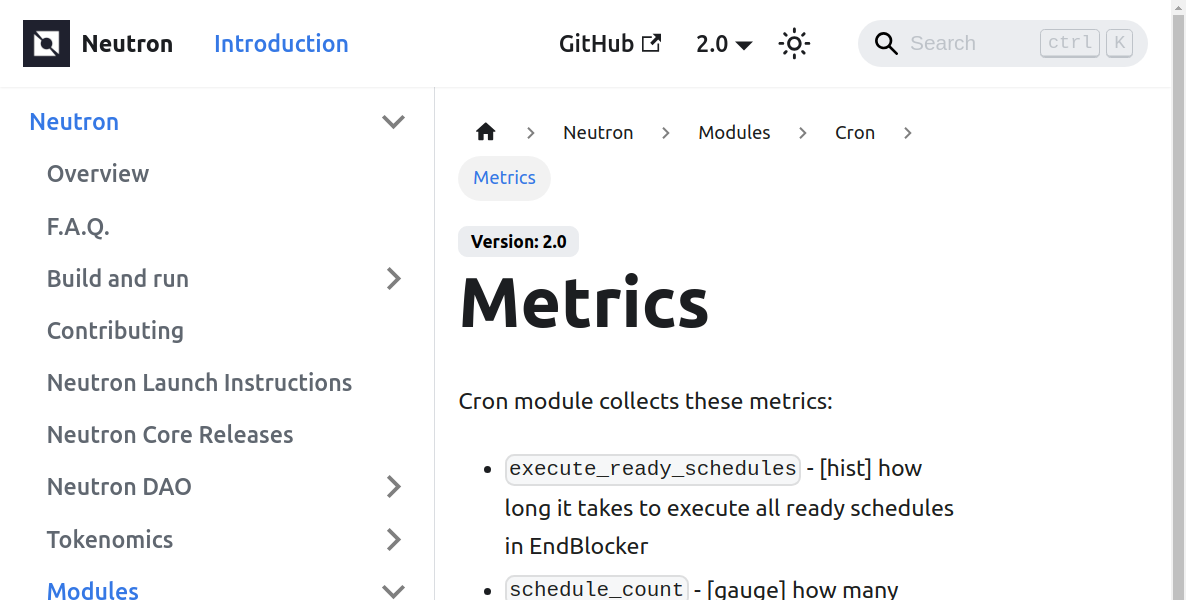 Neutron Introduction GitHub 2.0 Search ctrl K
Neutron
Overview
F.A.Q.
Build and run
Contributing
Neutron Launch Instructions
Neutron Core Releases
Neutron DAO
Tokenomics
Modules
Neutron Modules Cron
Metrics
Version: 2.0
Metrics
Cron module collects these metrics:
execute_ready_schedules - [hist] how
long it takes to execute all ready schedules
in EndBlocker
schedule_count - [gauge] how many